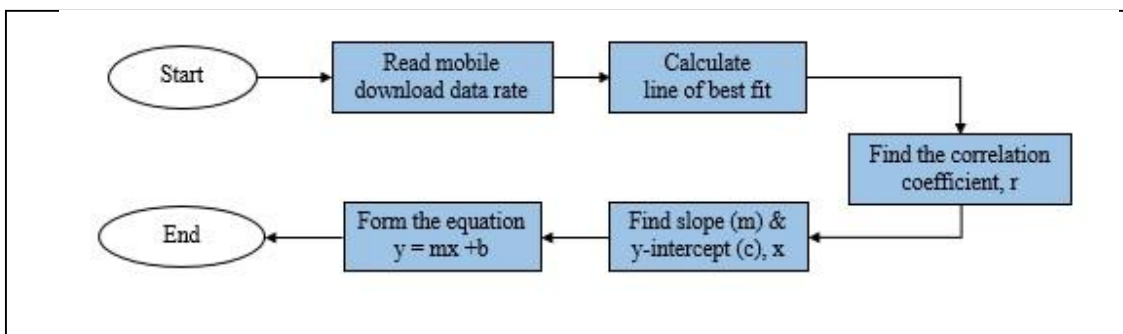 Start
Read mobile
download data rate
Calculate
line of best fit
Find the correlation
coefficient, r
Find slope (m) &
y-intercept (c), x
Form the equation
y = mx +b
End